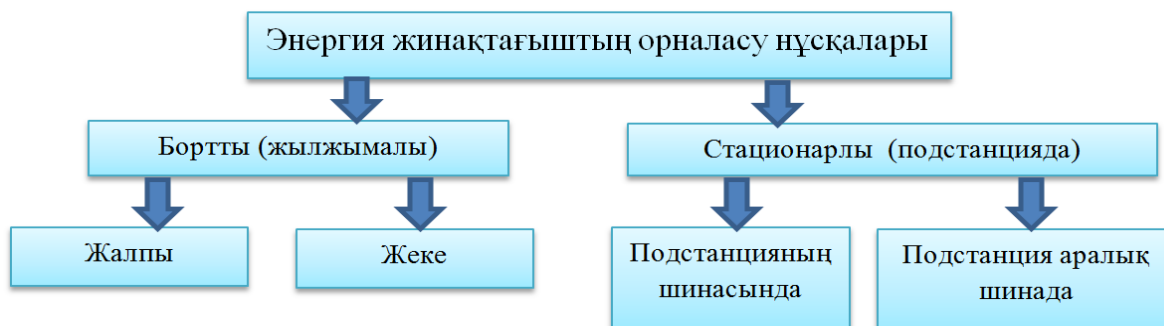 Энергия жинақтағыштың орналасу нұсқалары
Бортты (жылжымалы)
Стационарлы (подстанцияда)
Жалпы
Жеке
Подстанцияның
шинасында
Подстанция аралық
шинада